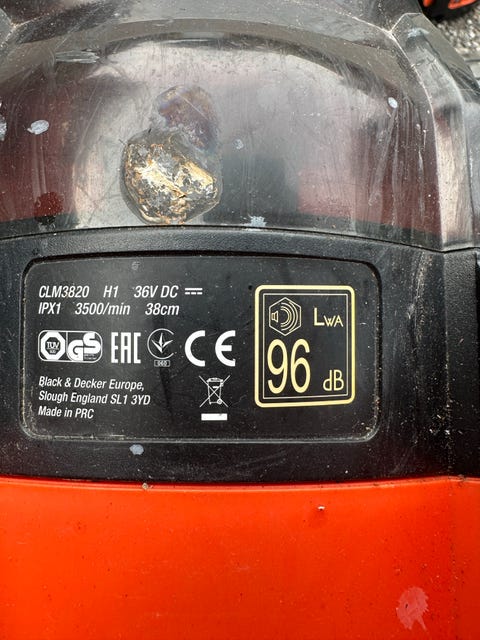 CLM3820 H1 36V DC
IPX1 3500/min 38cm
TÜV GS EAC 060 CE
LWA
96 dB
Black & Decker Europe,
Slough England SL1 3YD
Made in PRC